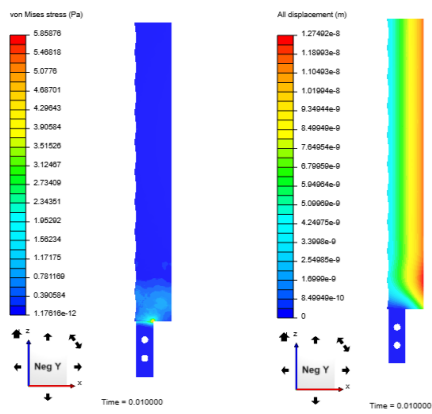 von Mises stress (Pa)
5.85876
5.46818
5.0776
4.68701
4.29643
3.90584
3.51526
3.12467
2.73409
2.34351
1.95292
1.56234
1.17175
0.781169
0.390584
1.17616e-12
z
Neg Y
x
Time = 0.010000
All displacement (m)
1.27492e-8
1.18993e-8
1.10493e-8
1.01994e-8
9.34944e-9
8.49949e-9
7.64954e-9
6.79959e-9
5.94964e-9
5.09969e-9
4.24975e-9
3.3998e-9
2.54985e-9
1.6999e-9
8.49949e-10
0
z
Neg Y
x
Time = 0.010000